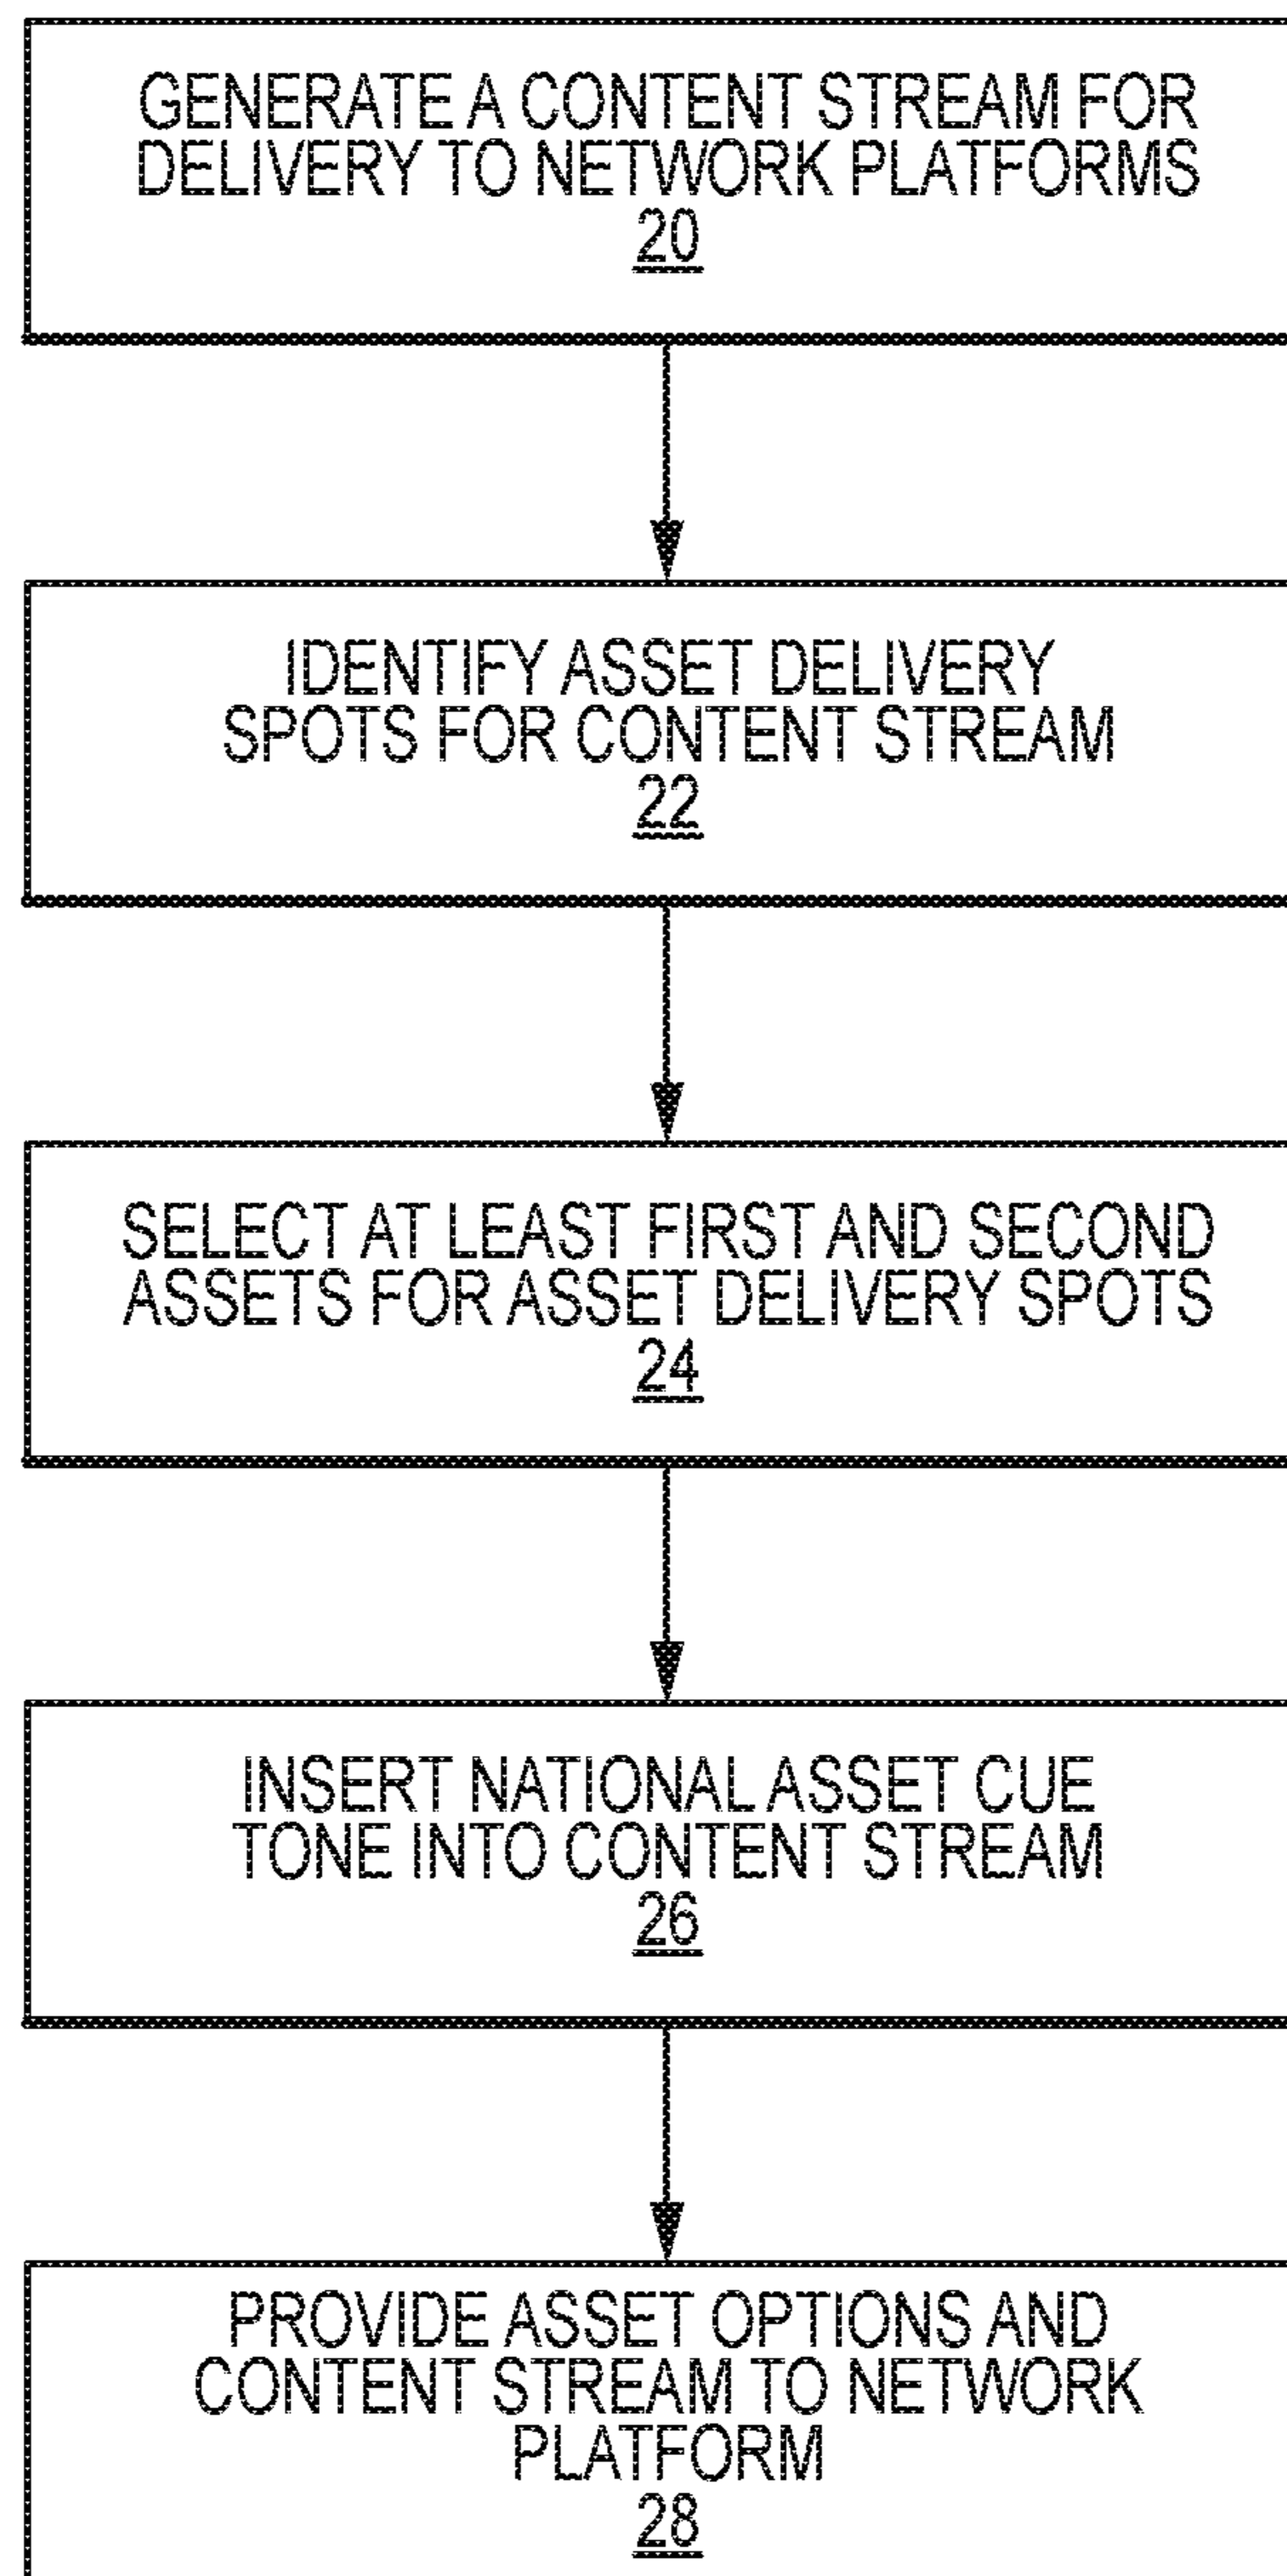 GENERATE A CONTENT STREAM FOR
DELIVERY TO NETWORK PLATFORMS
20
IDENTIFY ASSET DELIVERY
SPOTS FOR CONTENT STREAM
22
SELECT AT LEAST FIRST AND SECOND
ASSETS FOR ASSET DELIVERY SPOTS
24
INSERT NATIONAL ASSET CUE
TONE INTO CONTENT STREAM
26
PROVIDE ASSET OPTIONS AND
CONTENT STREAM TO NETWORK
PLATFORM
28